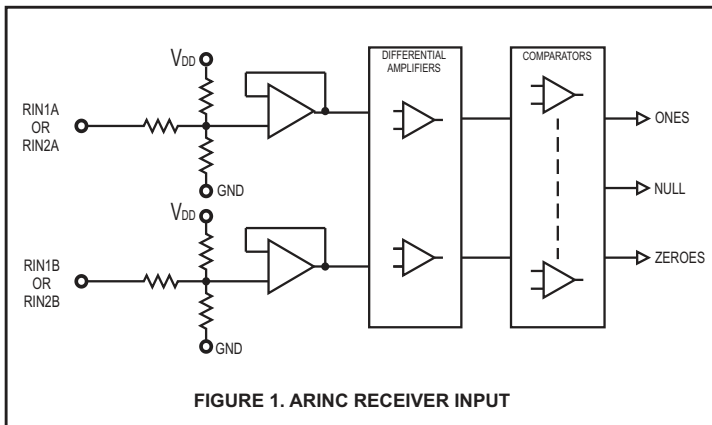 DIFFERENTIAL
AMPLIFIERS
COMPARATORS
VDD
RIN1A
OR
RIN2A
GND
ONES
NULL
VDD
RIN1B
OR
RIN2B
GND
ZEROES
FIGURE 1. ARINC RECEIVER INPUT